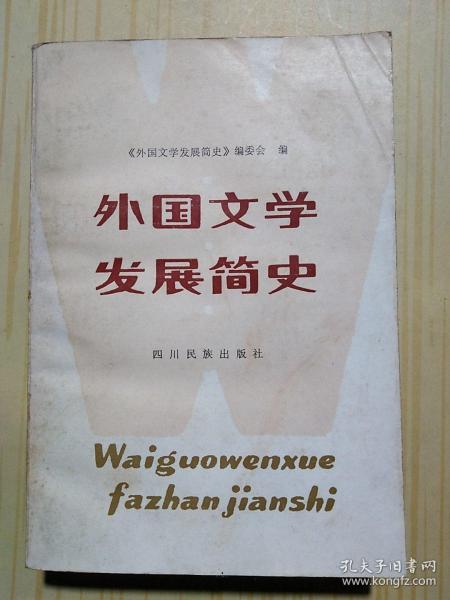 《外国文学发展简史》编委会 编
外国文学
发展简史
四川民族出版社
Waiguowenxue
fazhan jianshi
孔夫子旧书网
www.kongfz.com